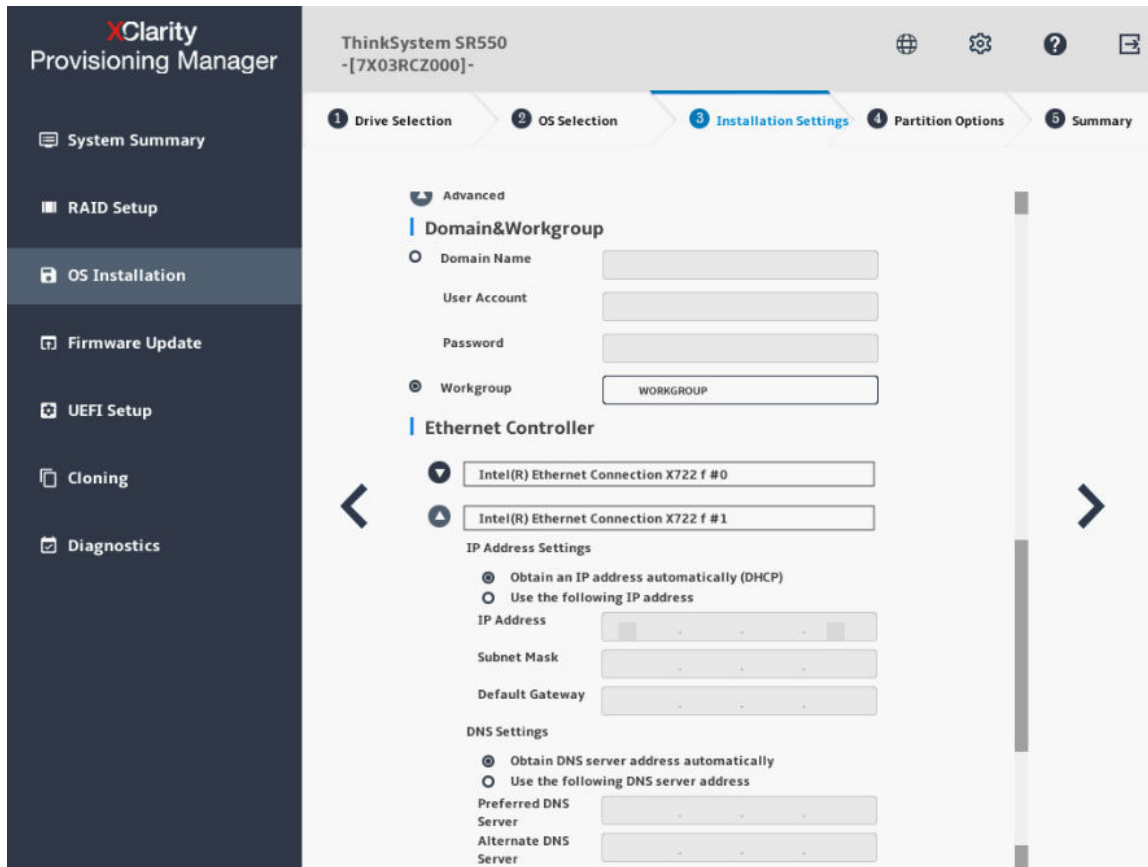 XClarity
Provisioning Manager
ThinkSystem SR550
-[7X03RCZ000]-
System Summary
RAID Setup
OS Installation
Firmware Update
UEFI Setup
Cloning
Diagnostics
1 Drive Selection
2 OS Selection
3 Installation Settings
4 Partition Options
5 Summary
Advanced
Domain&Workgroup
Domain Name
User Account
Password
Workgroup WORKGROUP
Ethernet Controller
Intel(R) Ethernet Connection X722 f #0
Intel(R) Ethernet Connection X722 f #1
IP Address Settings
Obtain an IP address automatically (DHCP)
Use the following IP address
IP Address
Subnet Mask
Default Gateway
DNS Settings
Obtain DNS server address automatically
Use the following DNS server address
Preferred DNS
Server
Alternate DNS
Server